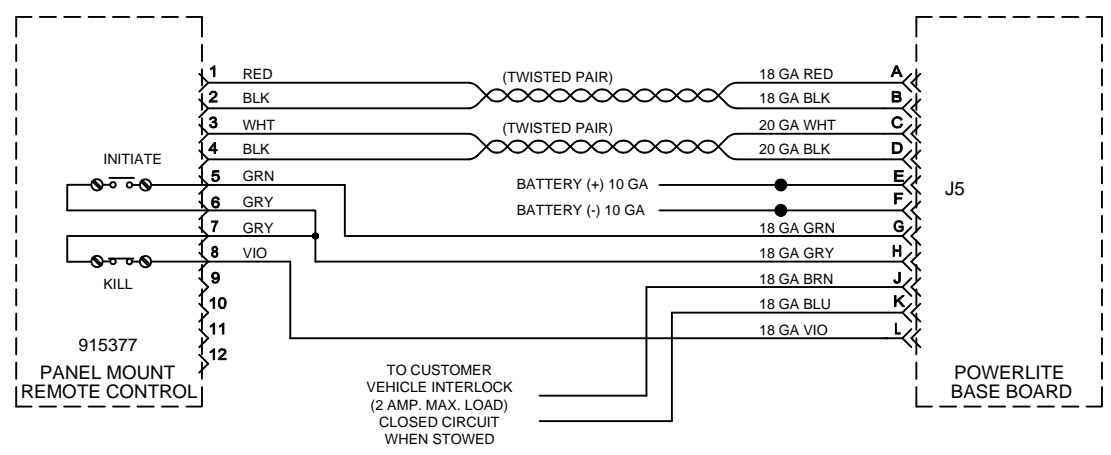 1 RED (TWISTED PAIR) 18 GA RED A
2 BLK 18 GA BLK B
3 WHT (TWISTED PAIR) 20 GA WHT C
4 BLK 20 GA BLK D
INITIATE
5 GRN BATTERY (+) 10 GA E
J5
6 GRY BATTERY (-) 10 GA F
7 GRY 18 GA GRN G
8 VIO 18 GA GRY H
KILL
9 18 GA BRN J
10 18 GA BLU K
11 18 GA VIO L
12
915377
PANEL MOUNT
REMOTE CONTROL
TO CUSTOMER
VEHICLE INTERLOCK
(2 AMP. MAX. LOAD)
CLOSED CIRCUIT
WHEN STOWED
POWERLITE
BASE BOARD